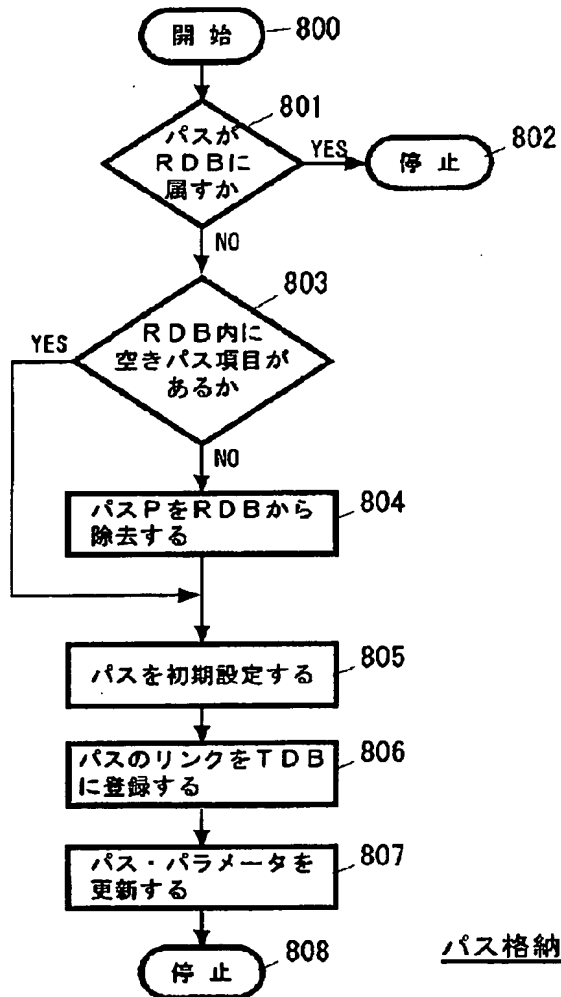 開始
800
801
パスが
RDBに
属すか
YES
停止
802
NO
803
RDB内に
空きパス項目が
あるか
YES
NO
パスPをRDBから
除去する
804
パスを初期設定する
805
パスのリンクをTDB
に登録する
806
パス・パラメータを
更新する
807
停止
808
パス格納